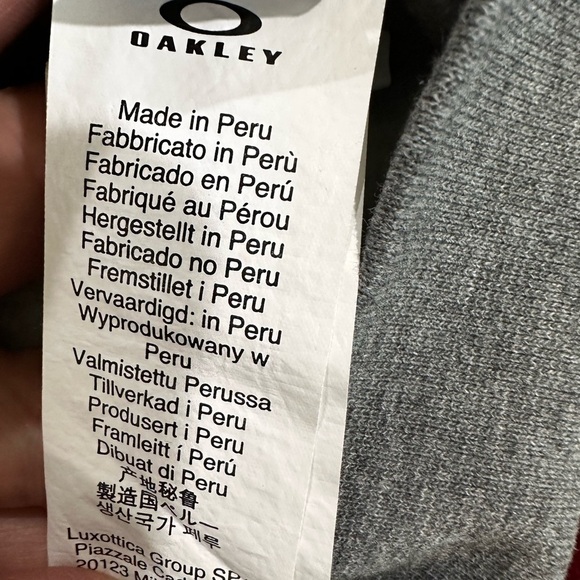 OAKLEY
Made in Peru
Fabbricato in Perù
Fabricado en Perú
Fabriqué au Pérou
Hergestellt in Peru
Fabricado no Peru
Fremstillet i Peru
Vervaardigd: in Peru
Wyprodukowany w
Peru
Valmistettu Perussa
Tillverkad i Peru
Produsert i Peru
Framleitt í Perú
Dibuat di Peru
产地秘鲁
製造国ペルー
생산국가 페루
Luxottica Group
Piazzale
20123